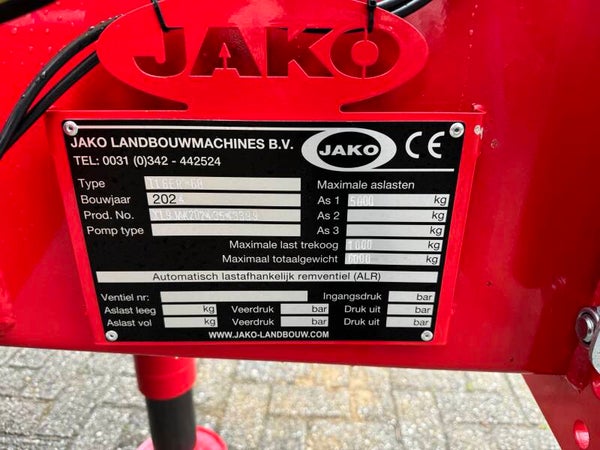 JAKO
JAKO LANDBOUWMACHINES B.V.
JAKO
CE
TEL: 0031 (0)342 - 442524
Type
Bouwjaar 202
Prod. No.
Pomp type
Maximale aslasten
As 1 5000 kg
As 2 kg
As 3 kg
Maximale last trekoog 1000 kg
Maximaal totaalgewicht 6000 kg
Automatisch lastafhankelijk remventiel (ALR)
Ventiel nr: Ingangsdruk bar
Aslast leeg kg Veerdruk bar Druk uit bar
Aslast vol kg Veerdruk bar Druk uit bar
WWW.JAKO-LANDBOUW.COM